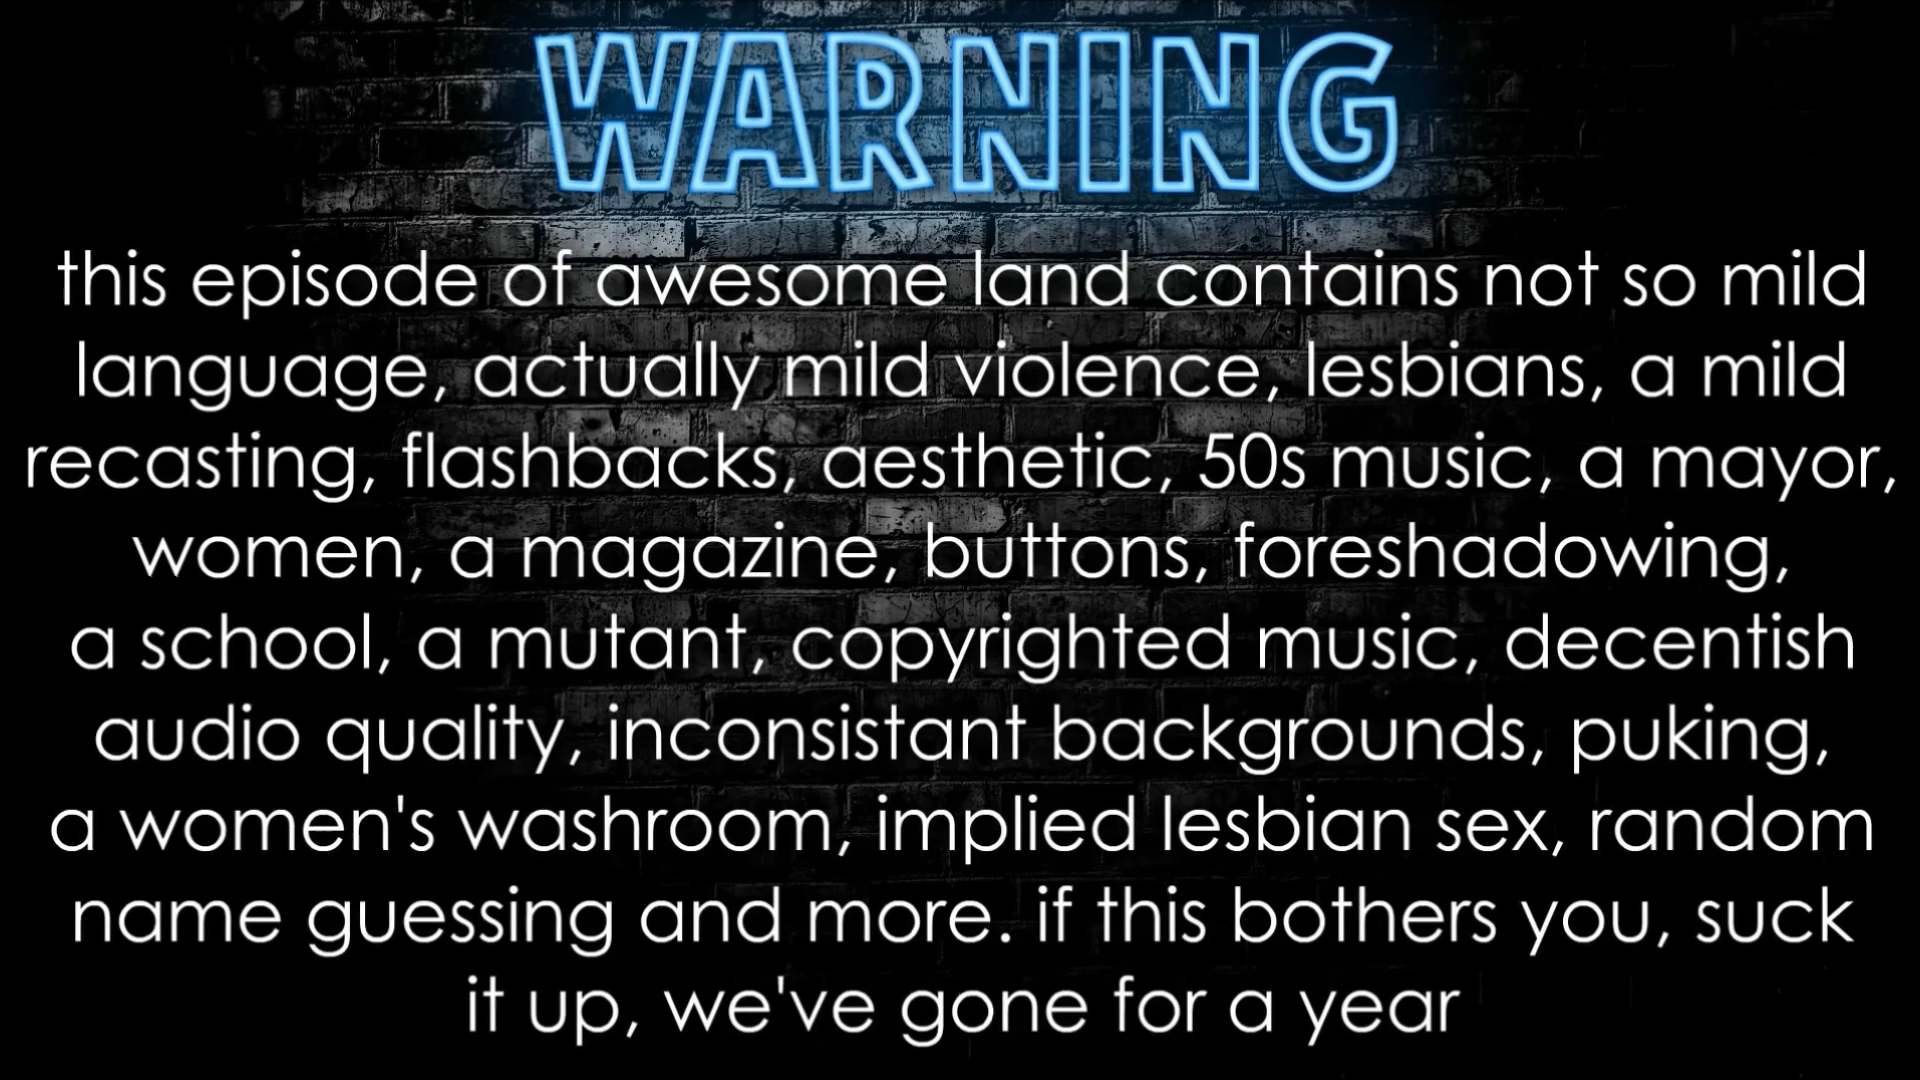 WARNING
this episode of awesome land contains not so mild
language, actually mild violence, lesbians, a mild
recasting, flashbacks, aesthetic, 50s music, a mayor,
women, a magazine, buttons, foreshadowing,
a school, a mutant, copyrighted music, decentish
audio quality, inconsistant backgrounds, puking,
a women's washroom, implied lesbian sex, random
name guessing and more. if this bothers you, suck
it up, we've gone for a year